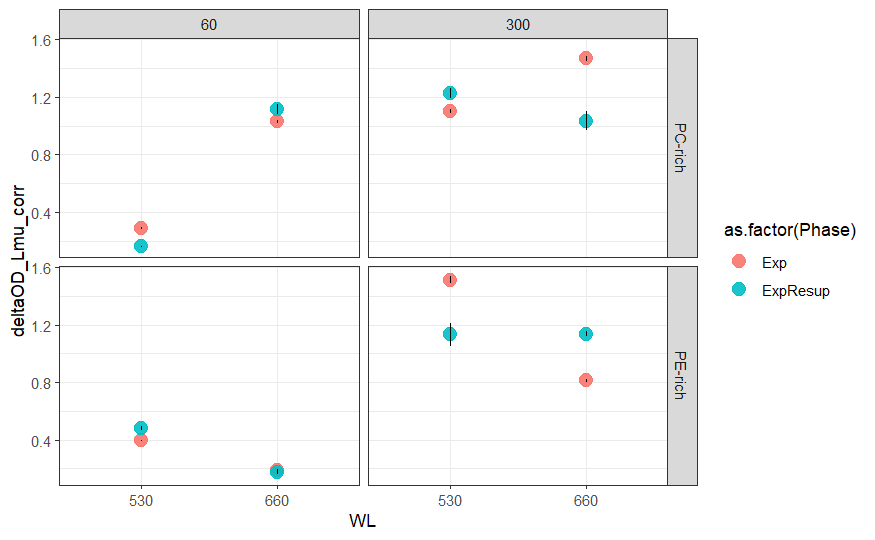 60
300
1.6
1.2
0.8
0.4
PC-rich
1.6
1.2
0.8
0.4
PE-rich
deltaOD_Lmu_corr
530
660
530
660
WL
as.factor(Phase)
Exp
ExpResup